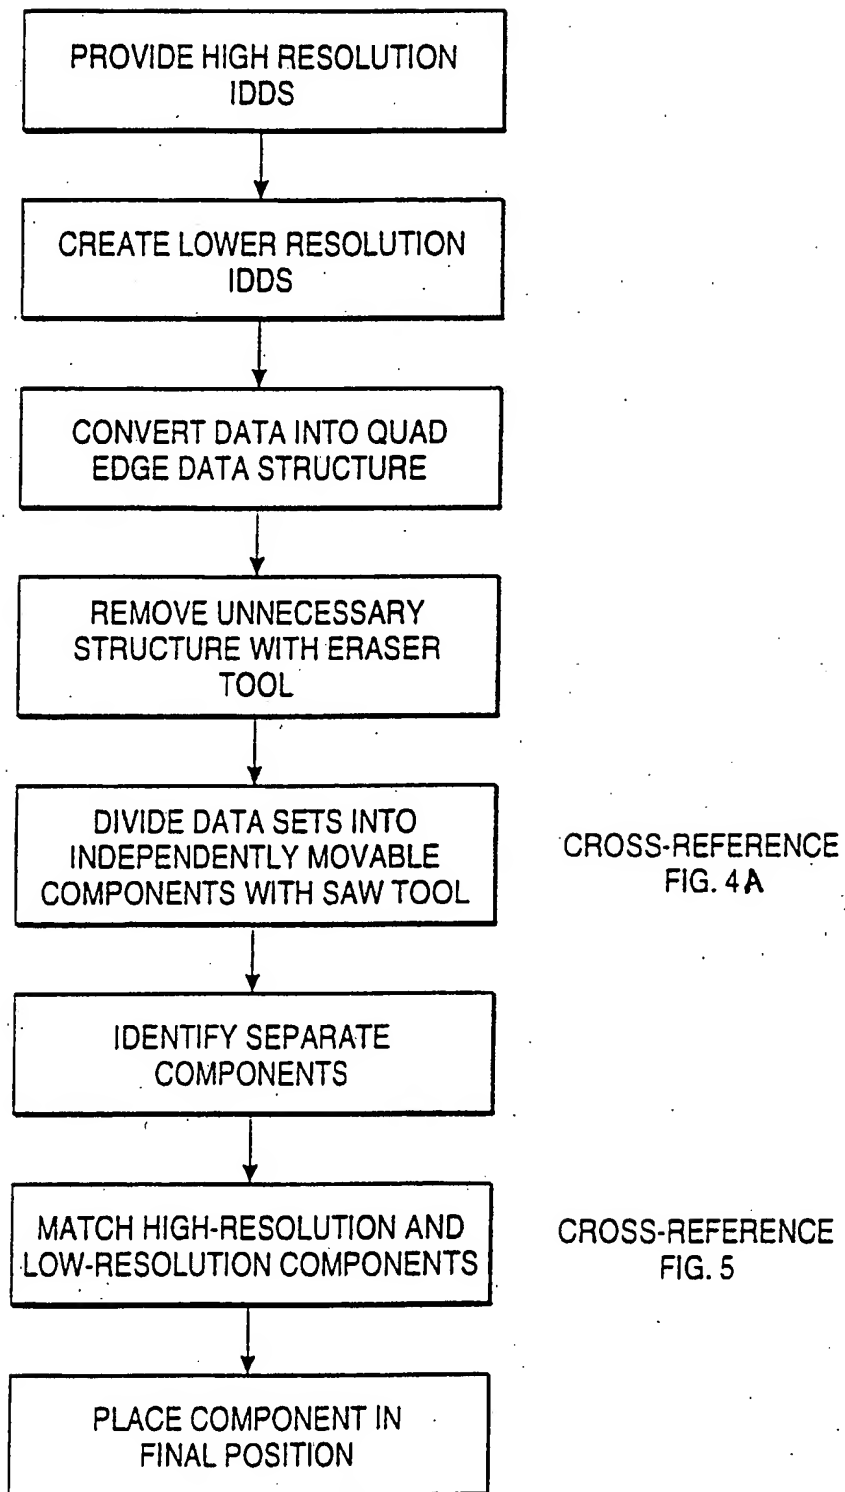 PROVIDE HIGH RESOLUTION
IDDS
CREATE LOWER RESOLUTION
IDDS
CONVERT DATA INTO QUAD
EDGE DATA STRUCTURE
REMOVE UNNECESSARY
STRUCTURE WITH ERASER
TOOL
DIVIDE DATA SETS INTO
INDEPENDENTLY MOVABLE
COMPONENTS WITH SAW TOOL
CROSS-REFERENCE
FIG. 4A
IDENTIFY SEPARATE
COMPONENTS
MATCH HIGH-RESOLUTION AND
LOW-RESOLUTION COMPONENTS
CROSS-REFERENCE
FIG. 5
PLACE COMPONENT IN
FINAL POSITION